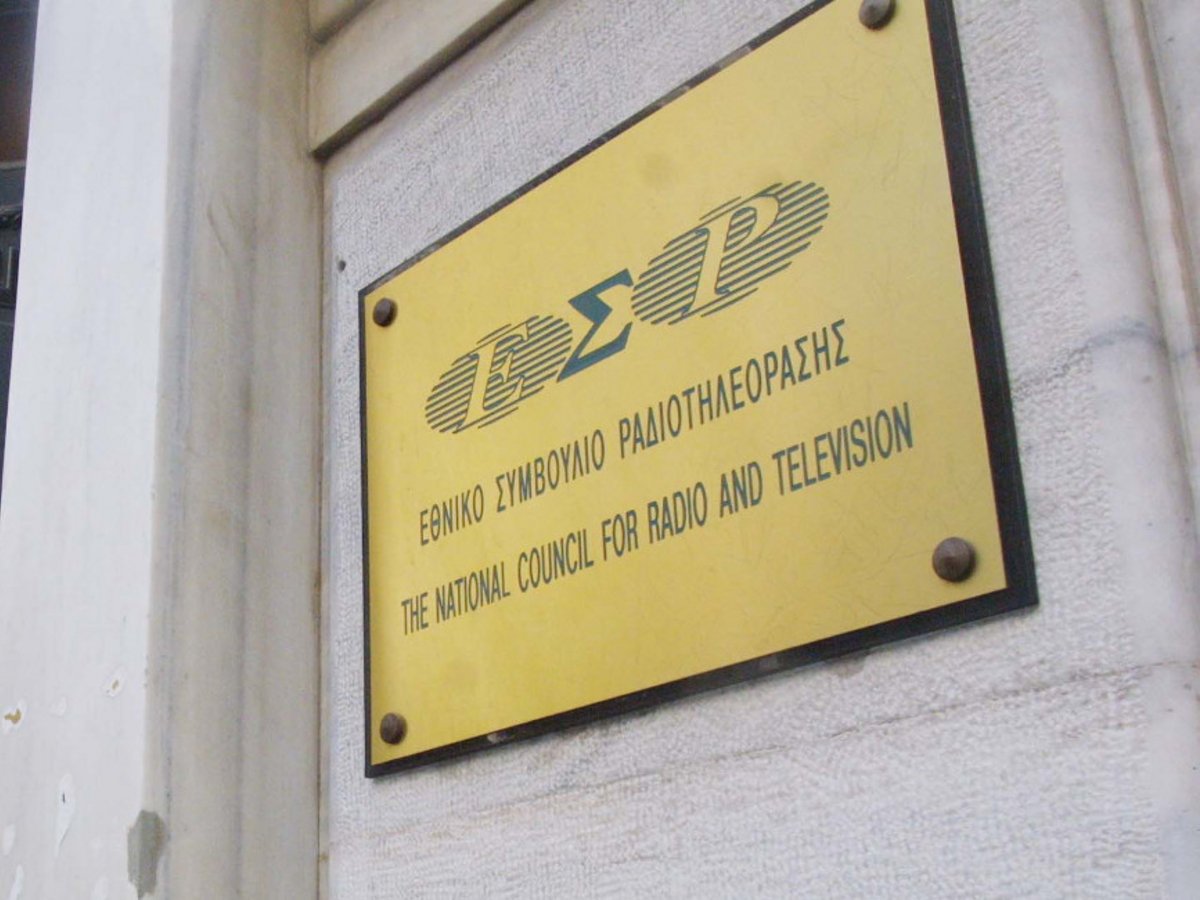 ΕΣΡ
ΕΘΝΙΚΟ ΣΥΜΒΟΥΛΙΟ ΡΑΔΙΟΤΗΛΕΟΡΑΣΗΣ
THE NATIONAL COUNCIL FOR RADIO AND TELEVISION